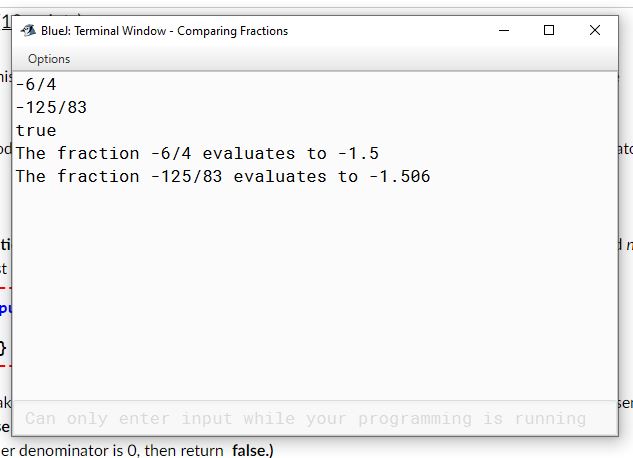 BlueJ: Terminal Window - Comparing Fractions
Options
-6/4
-125/83
true
The fraction -6/4 evaluates to -1.5
The fraction -125/83 evaluates to -1.506
}
Can only enter input while your programming is running
er denominator is 0, then return false.)